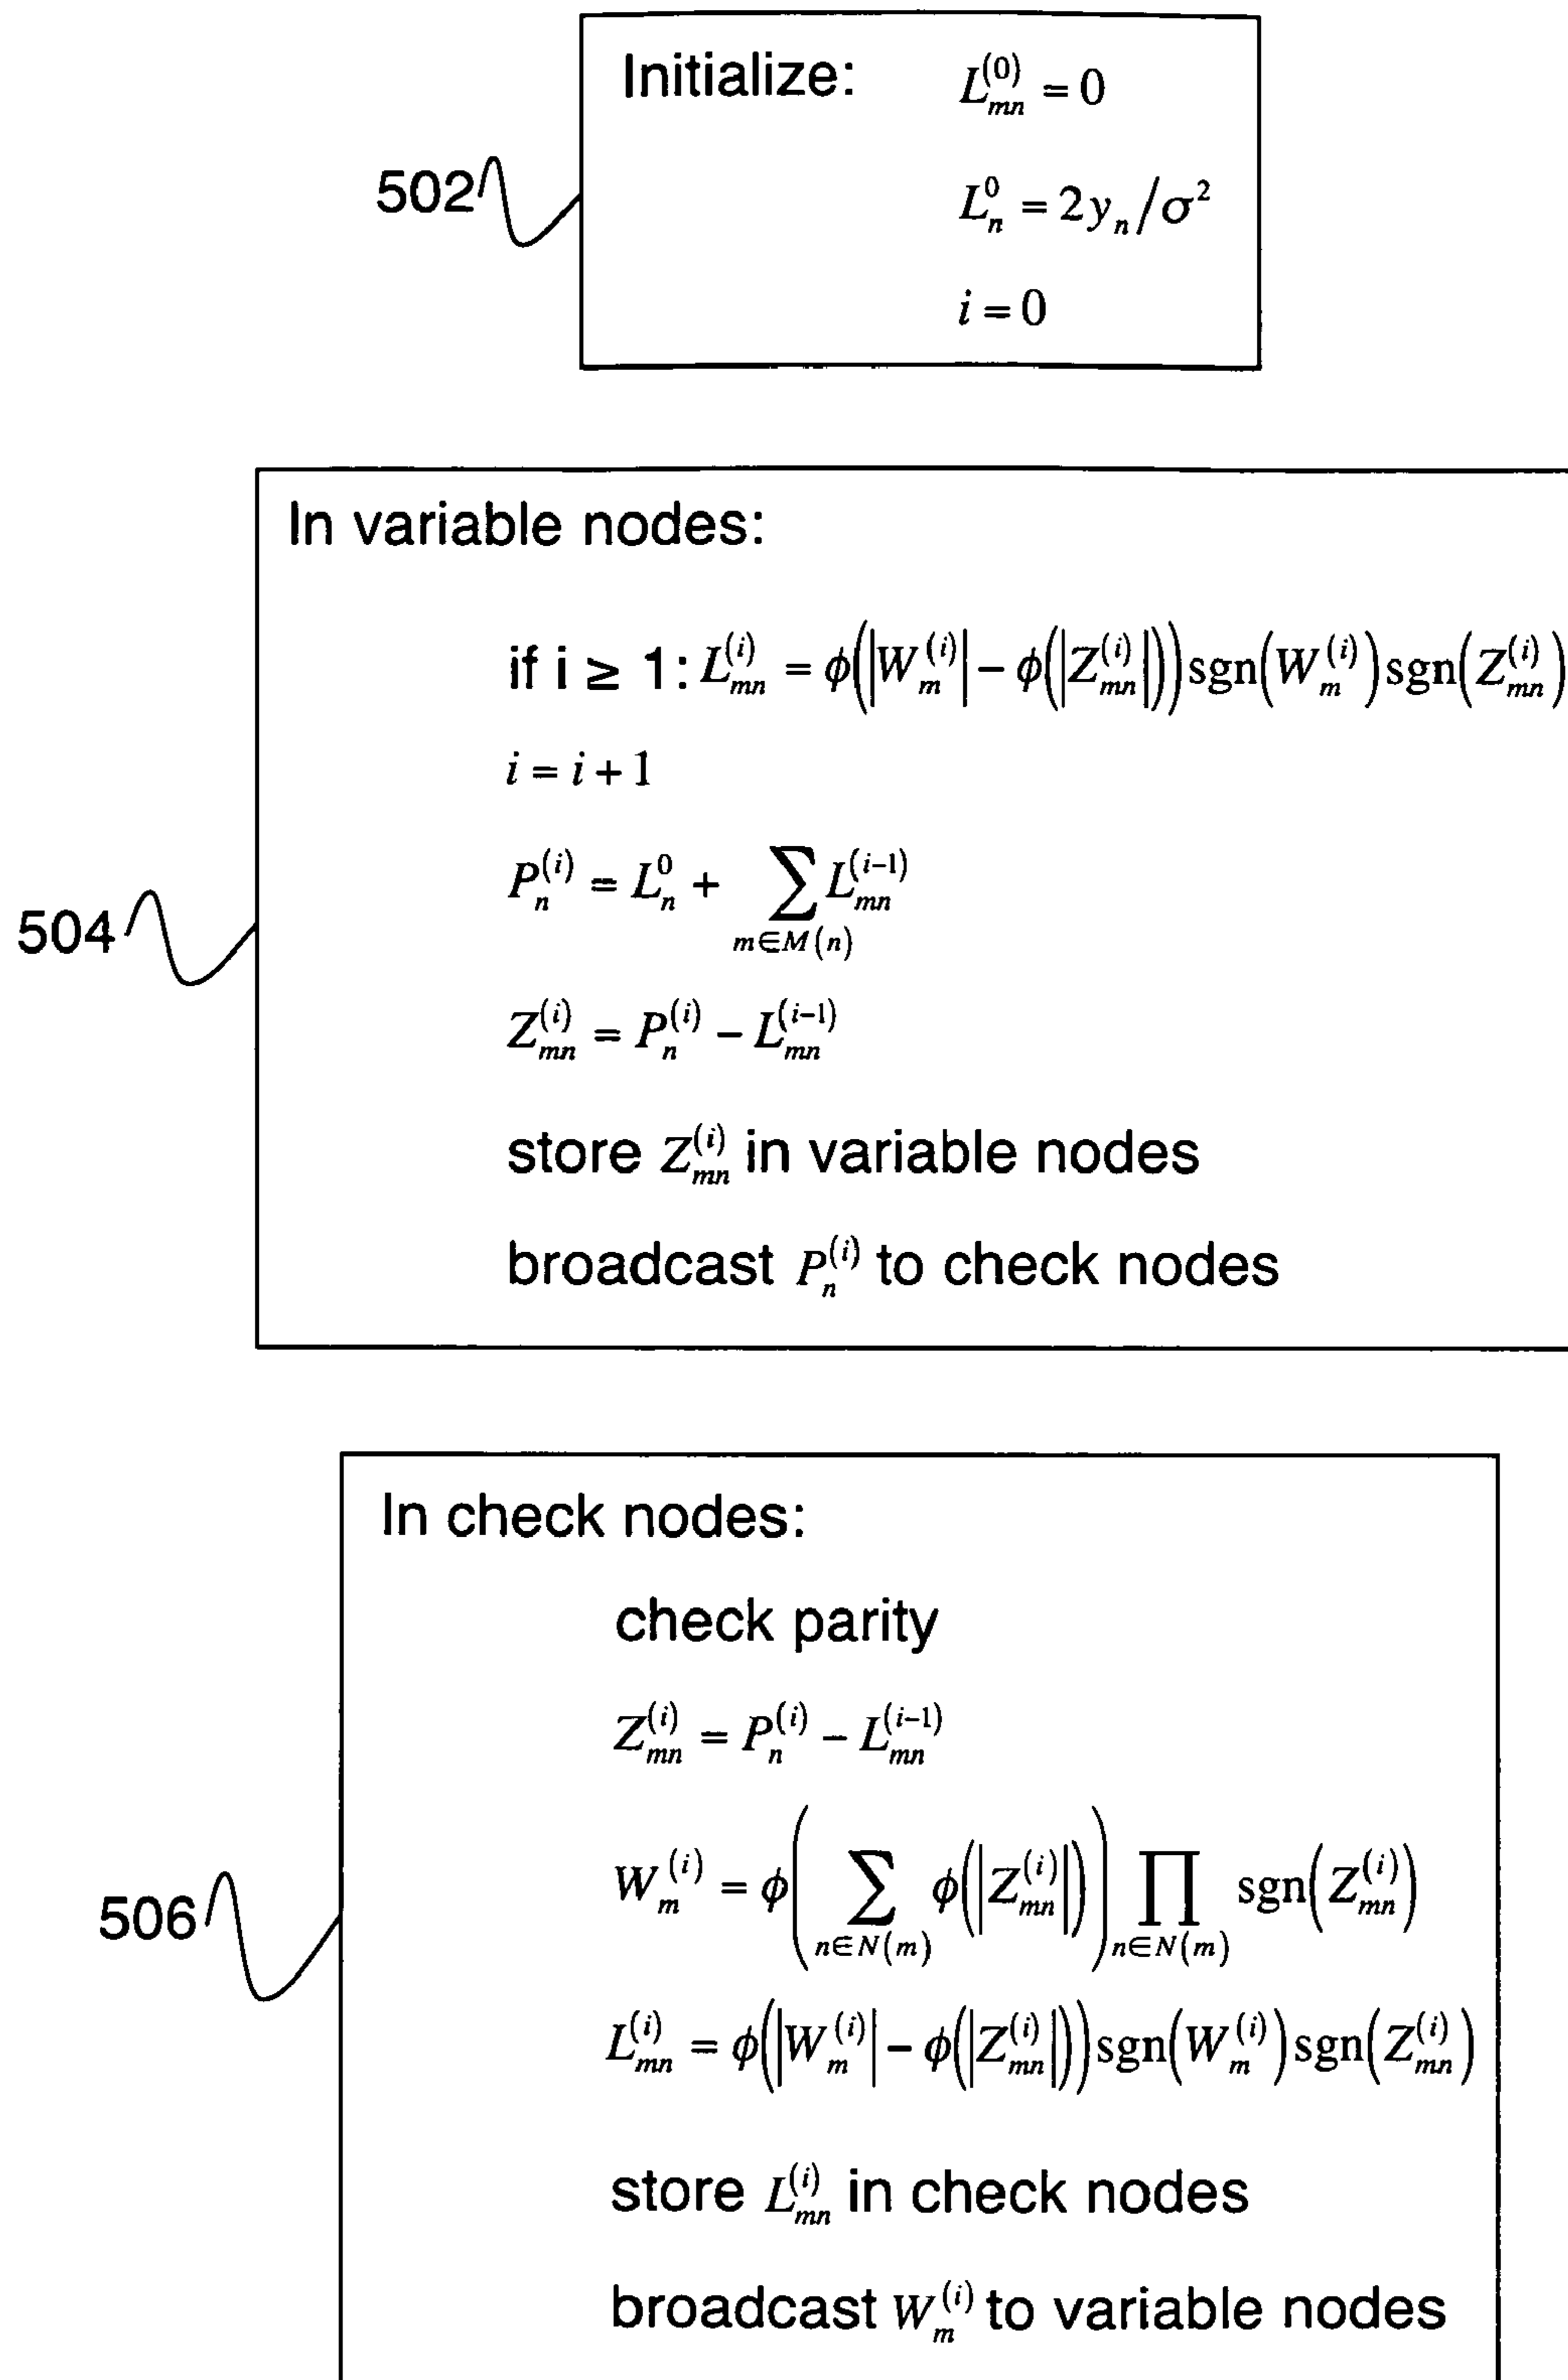 Initialize: L_{mn}^{(0)} = 0
502
L_n^0 = 2y_n/σ^2
i = 0
In variable nodes:
if i ≥ 1: L_{mn}^{(i)} = ϕ(|W_m^{(i)}| − ϕ(|Z_{mn}^{(i)}|)) sgn(W_m^{(i)}) sgn(Z_{mn}^{(i)})
i = i + 1
504
P_n^{(i)} = L_n^0 + ∑_{m∈M(n)} L_{mn}^{(i−1)}
Z_{mn}^{(i)} = P_n^{(i)} − L_{mn}^{(i−1)}
store Z_{mn}^{(i)} in variable nodes
broadcast P_n^{(i)} to check nodes
In check nodes:
check parity
Z_{mn}^{(i)} = P_n^{(i)} − L_{mn}^{(i−1)}
506
W_m^{(i)} = ϕ(∑_{n∈N(m)} ϕ(|Z_{mn}^{(i)}|)) ∏_{n∈N(m)} sgn(Z_{mn}^{(i)})
L_{mn}^{(i)} = ϕ(|W_m^{(i)}| − ϕ(|Z_{mn}^{(i)}|)) sgn(W_m^{(i)}) sgn(Z_{mn}^{(i)})
store L_{mn}^{(i)} in check nodes
broadcast W_m^{(i)} to variable nodes